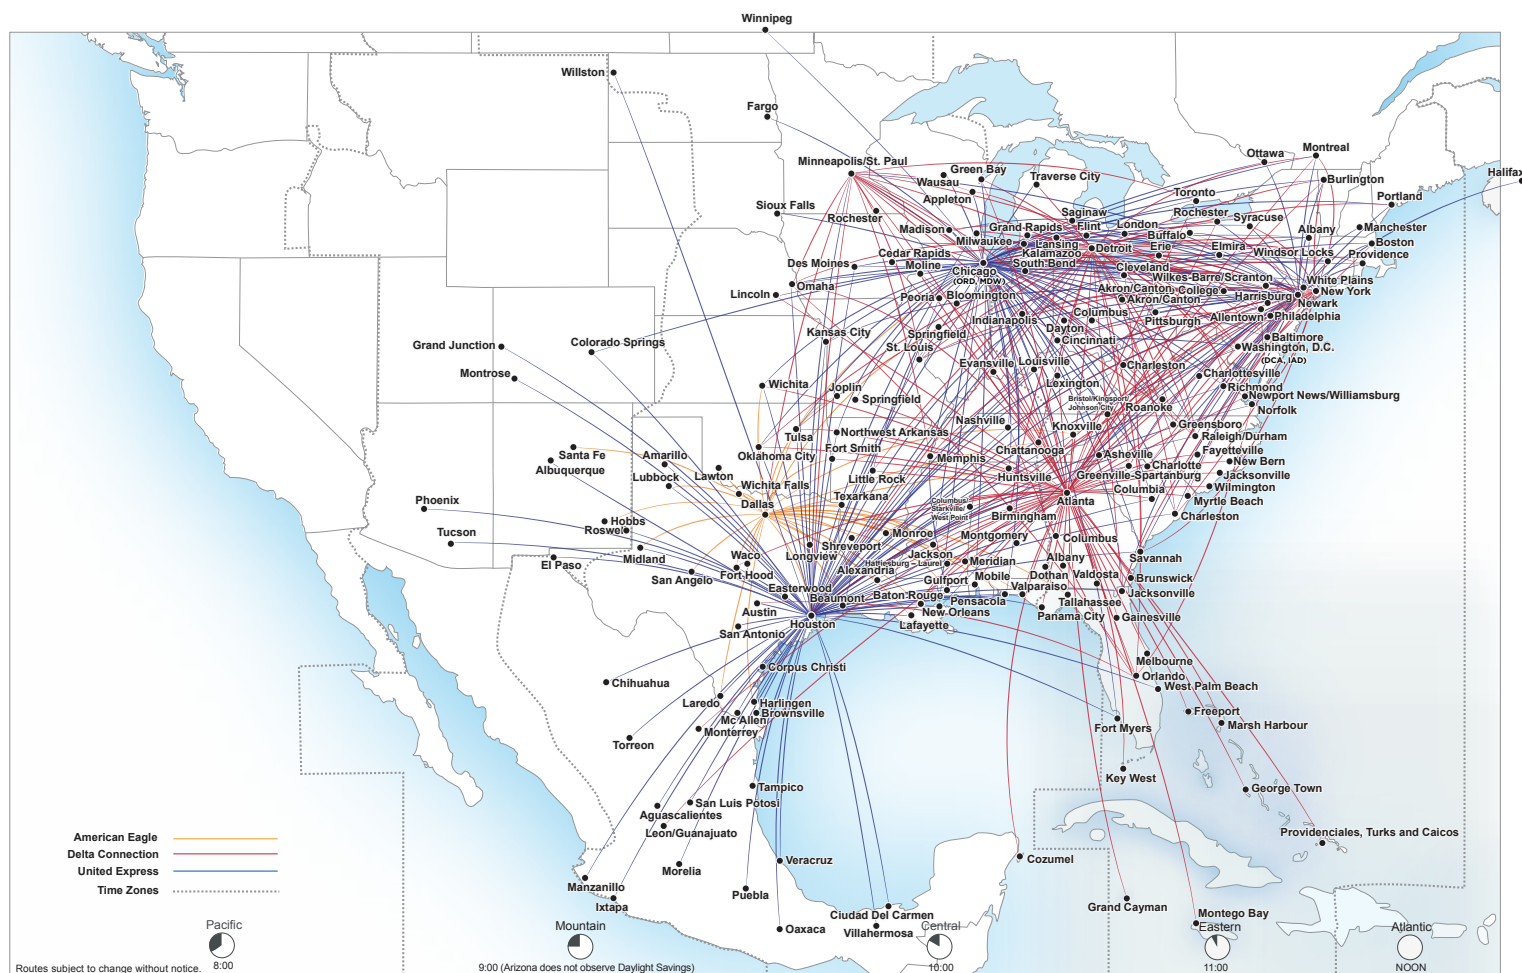 Winnipeg
Williston
Fargo
Minneapolis/St. Paul
Green Bay
Wausau
Appleton
Traverse City
Ottawa
Montreal
Burlington
Halifax
Portland
Sioux Falls
Rochester
Madison
Milwaukee
Grand Rapids
Saginaw
Flint
Lansing
Kalamazoo
South Bend
Detroit
London
Toronto
Rochester
Syracuse
Buffalo
Erie
Elmira
Albany
Windsor Locks
Manchester
Boston
Providence
Des Moines
Cedar Rapids
Moline
Chicago
(ORD, MDW)
Cleveland
Wilkes-Barre/Scranton
White Plains
New York
Newark
Omaha
Lincoln
Peoria
Bloomington
Akron/Canton
College
Akron/Canton
Harrisburg
Allentown
Philadelphia
Indianapolis
Dayton
Columbus
Pittsburgh
Cincinnati
Baltimore
Washington, D.C.
(DCA, IAD)
Kansas City
Springfield
St. Louis
Grand Junction
Colorado Springs
Montrose
Evansville
Louisville
Lexington
Charleston
Charlottesville
Richmond
Newport News/Williamsburg
Norfolk
Wichita
Joplin
Springfield
Bristol/Kingsport/
Johnson City
Roanoke
Nashville
Knoxville
Greensboro
Raleigh/Durham
Tulsa
Northwest Arkansas
Oklahoma City
Fort Smith
Memphis
Chattanooga
Asheville
Charlotte
Fayetteville
New Bern
Santa Fe
Albuquerque
Amarillo
Lubbock
Lawton
Wichita Falls
Dallas
Little Rock
Texarkana
Huntsville
Greenville-Spartanburg
Columbia
Jacksonville
Wilmington
Myrtle Beach
Charleston
Phoenix
Tucson
Columbus/
Starkville/
West Point
Birmingham
Atlanta
Hobbs
Roswell
Midland
El Paso
San Angelo
Waco
Fort Hood
Longview
Shreveport
Monroe
Jackson
Hattiesburg – Laurel
Meridian
Montgomery
Columbus
Albany
Dothan
Valdosta
Savannah
Brunswick
Jacksonville
Alexandria
Gulfport
Mobile
Valparaiso
Tallahassee
Easterwood
Beaumont
Baton Rouge
Pensacola
New Orleans
Lafayette
Panama City
Gainesville
Austin
Houston
San Antonio
Corpus Christi
Melbourne
Orlando
West Palm Beach
Chihuahua
Laredo
Harlingen
Mc Allen
Brownsville
Monterrey
Torreon
Fort Myers
Freeport
Marsh Harbour
Key West
George Town
Tampico
San Luis Potosi
Aguascalientes
Leon/Guanajuato
Providenciales, Turks and Caicos
Morelia
Veracruz
Cozumel
Manzanillo
Ixtapa
Puebla
Oaxaca
Ciudad Del Carmen
Villahermosa
Grand Cayman
Montego Bay
American Eagle
Delta Connection
United Express
Time Zones
Pacific
8:00
Mountain
9:00 (Arizona does not observe Daylight Savings)
Central
10:00
Eastern
11:00
Atlantic
NOON
Routes subject to change without notice.